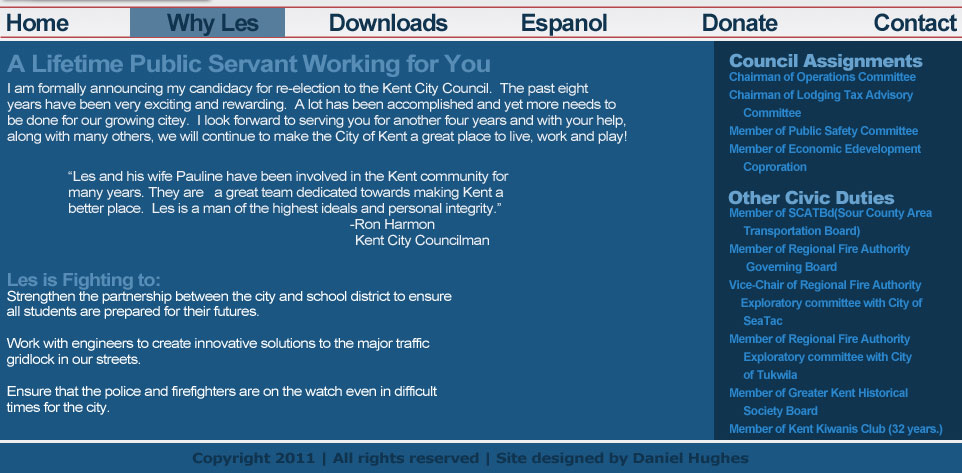 Home Why Les Downloads Espanol Donate Contact
A Lifetime Public Servant Working for You
I am formally announcing my candidacy for re-election to the Kent City Council. The past eight
years have been very exciting and rewarding. A lot has been accomplished and yet more needs to
be done for our growing citey. I look forward to serving you for another four years and with your help,
along with many others, we will continue to make the City of Kent a great place to live, work and play!
“Les and his wife Pauline have been involved in the Kent community for
many years. They are a great team dedicated towards making Kent a
better place. Les is a man of the highest ideals and personal integrity.”
-Ron Harmon
Kent City Councilman
Les is Fighting to:
Strengthen the partnership between the city and school district to ensure
all students are prepared for their futures.
Work with engineers to create innovative solutions to the major traffic
gridlock in our streets.
Ensure that the police and firefighters are on the watch even in difficult
times for the city.
Council Assignments
Chairman of Operations Committee
Chairman of Lodging Tax Advisory
Committee
Member of Public Safety Committee
Member of Economic Edevelopment
Coproration
Other Civic Duties
Member of SCATBd(Sour County Area
Transportation Board)
Member of Regional Fire Authority
Governing Board
Vice-Chair of Regional Fire Authority
Exploratory committee with City of
SeaTac
Member of Regional Fire Authority
Exploratory committee with City
of Tukwila
Member of Greater Kent Historical
Society Board
Member of Kent Kiwanis Club (32 years.)
Copyright 2011 | All rights reserved | Site designed by Daniel Hughes